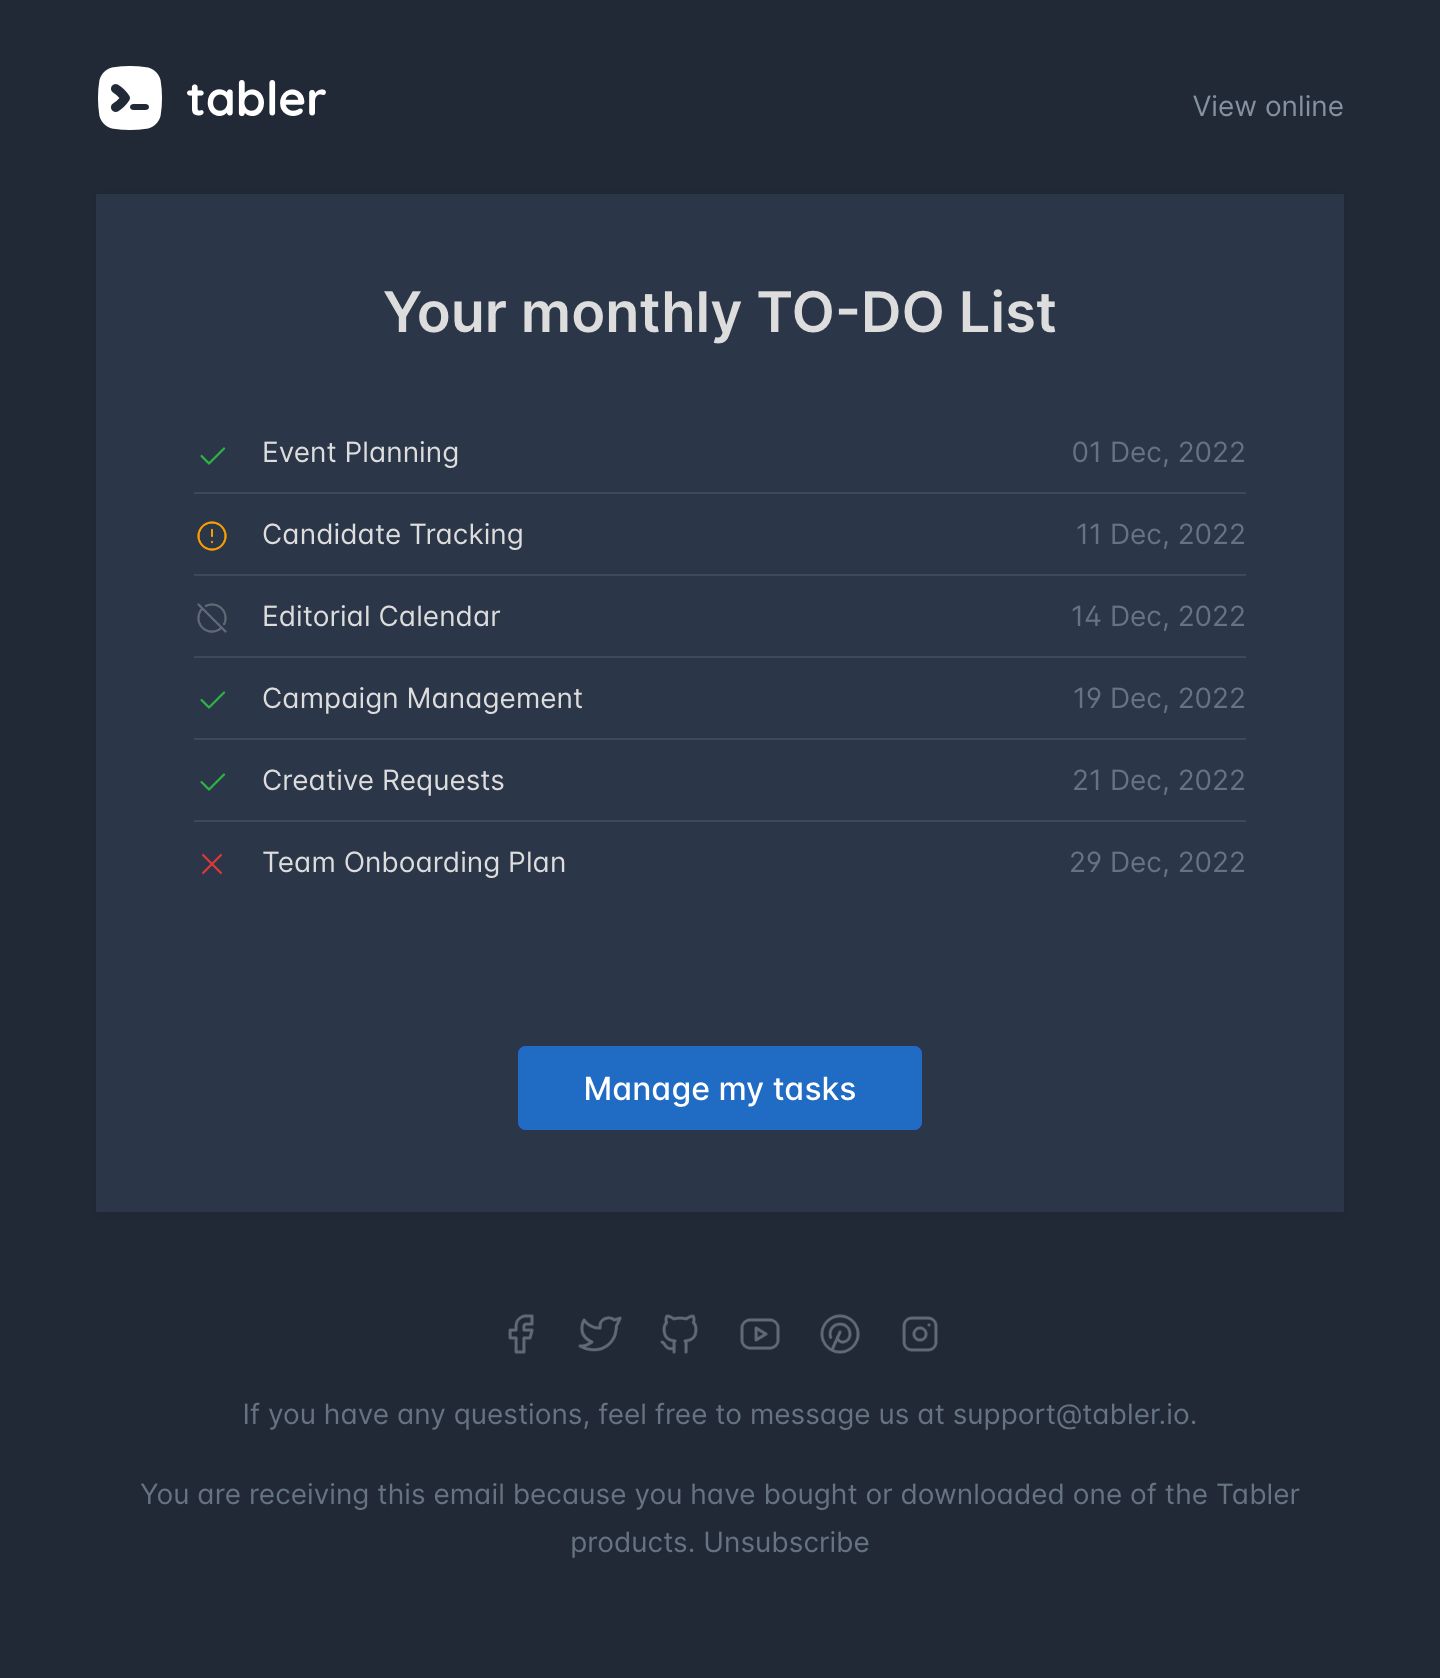 tabler
View online
Your monthly TO-DO List
Event Planning 01 Dec, 2022
Candidate Tracking 11 Dec, 2022
Editorial Calendar 14 Dec, 2022
Campaign Management 19 Dec, 2022
Creative Requests 21 Dec, 2022
Team Onboarding Plan 29 Dec, 2022
Manage my tasks
If you have any questions, feel free to message us at support@tabler.io.
You are receiving this email because you have bought or downloaded one of the Tabler
products. Unsubscribe